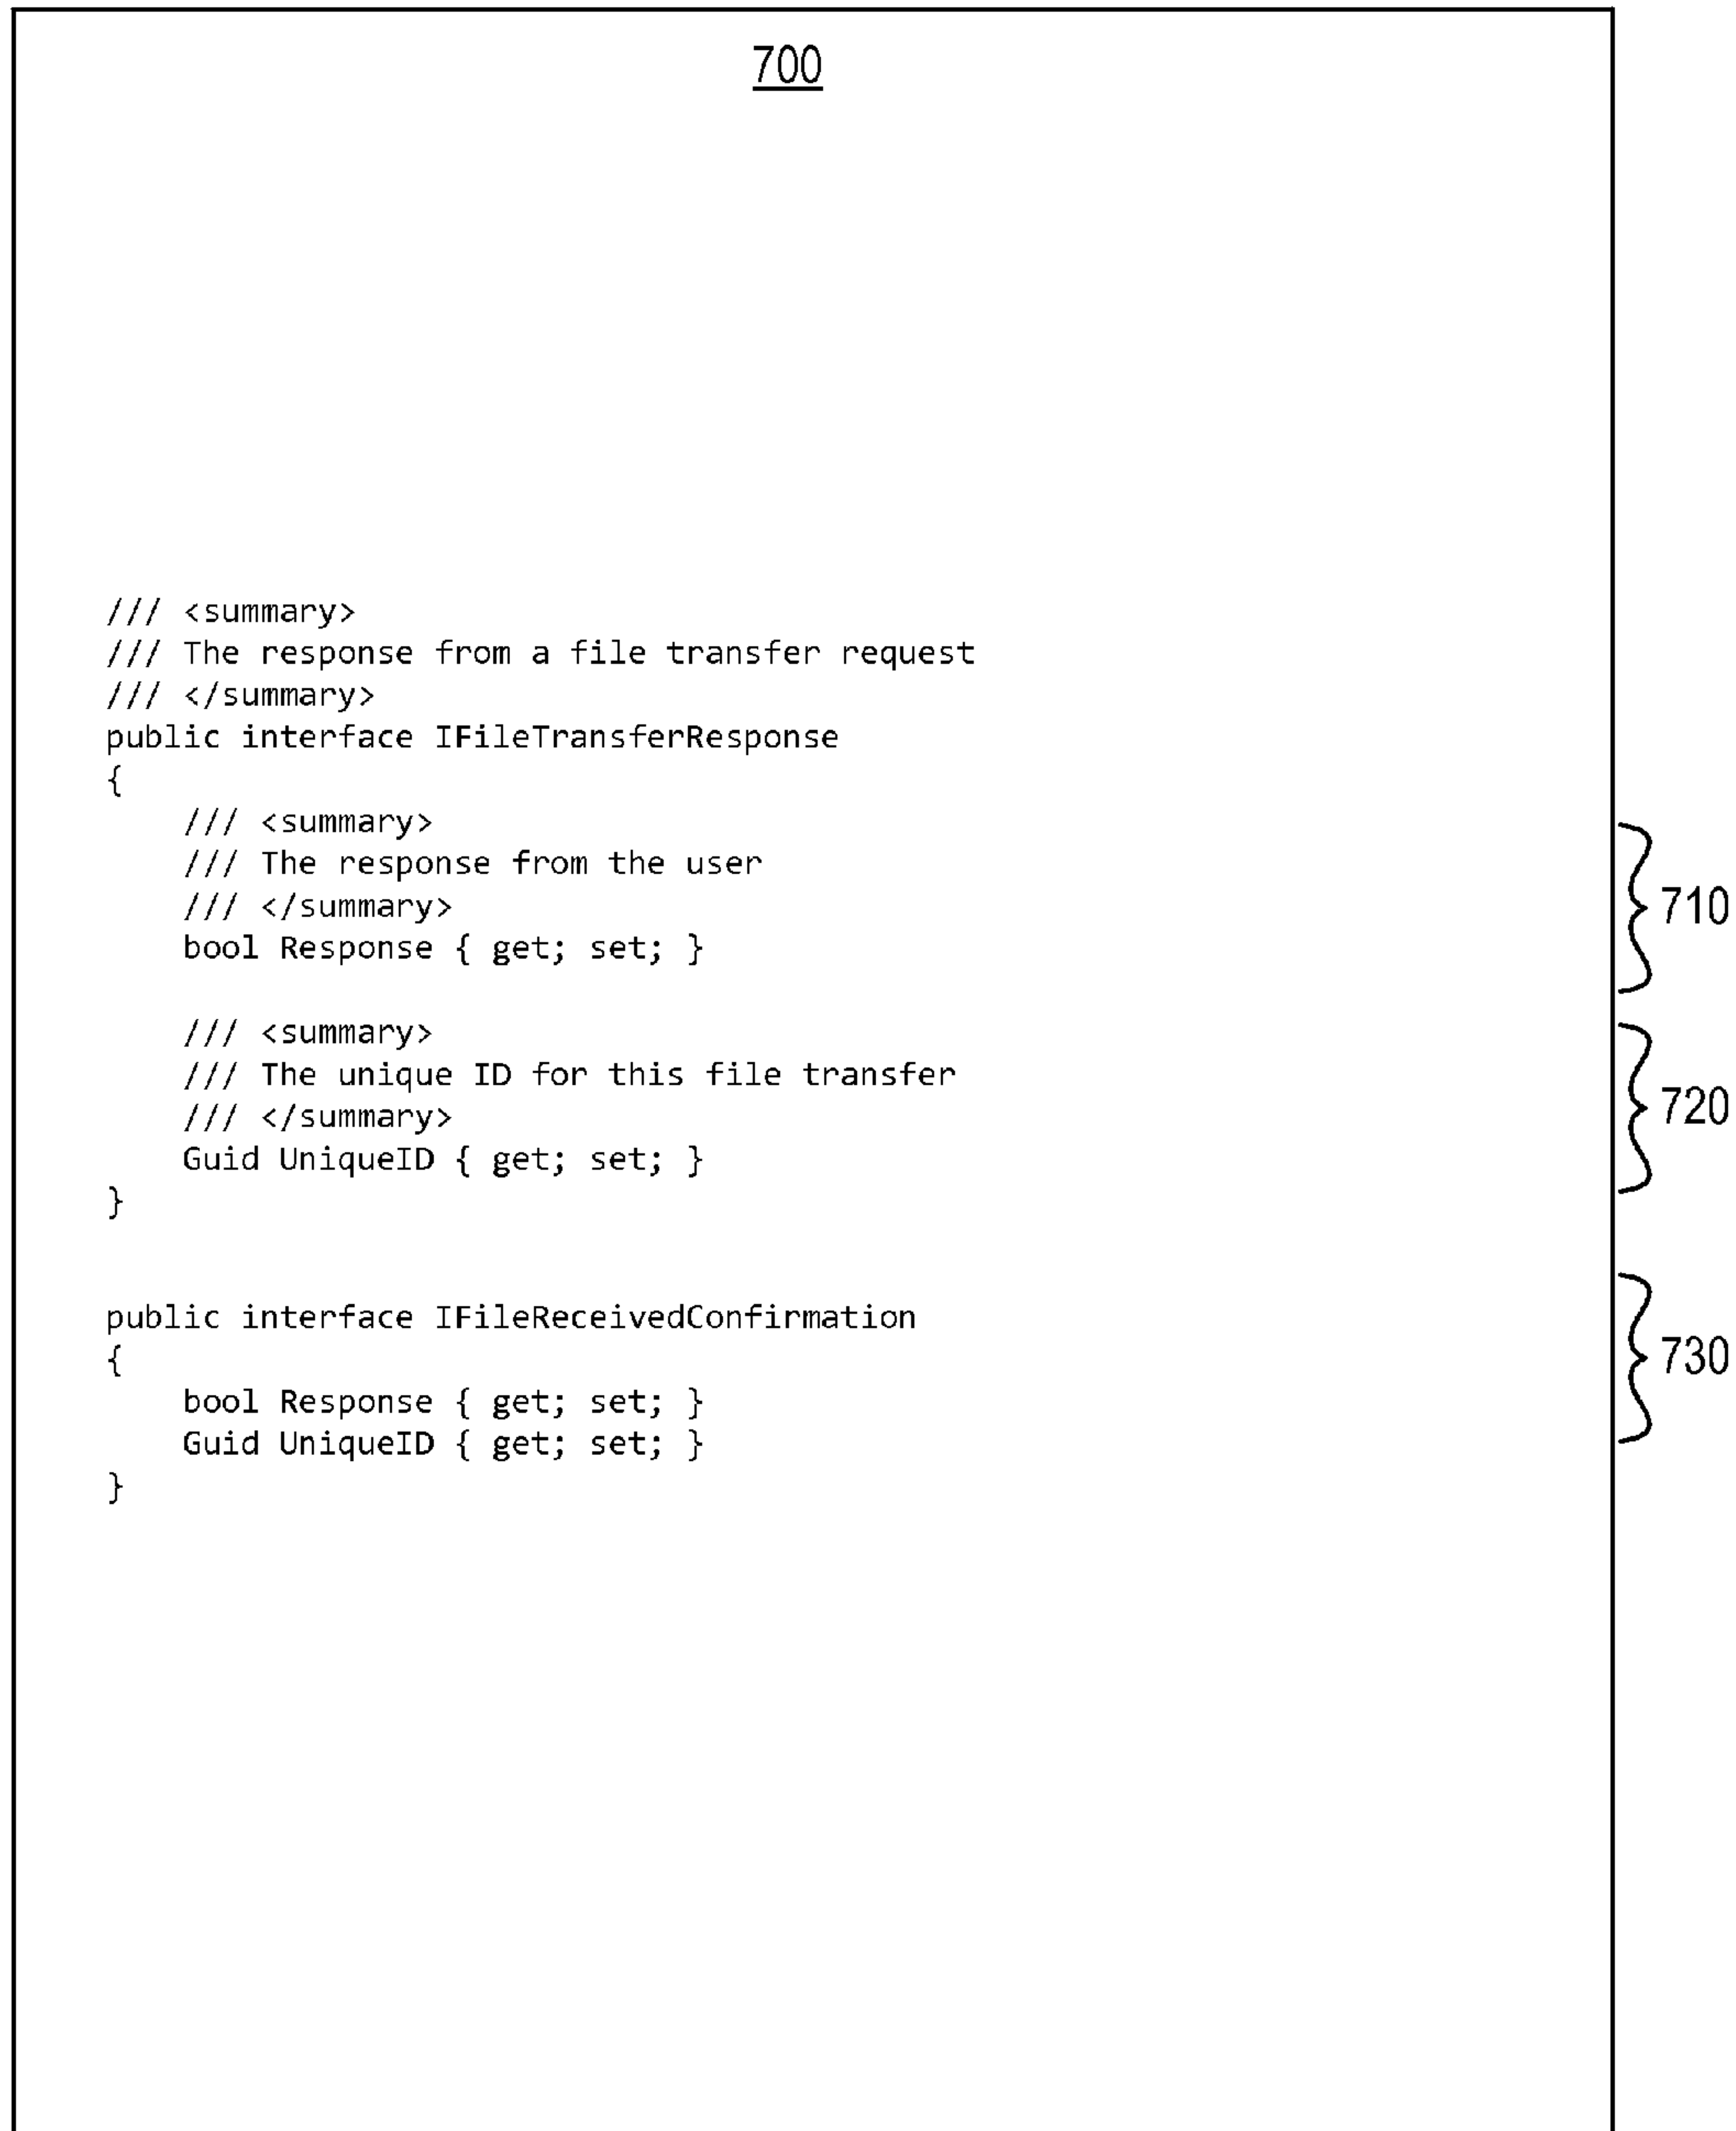 700
/// <summary>
/// The response from a file transfer request
/// </summary>
public interface IFileTransferResponse
{
    /// <summary>
    /// The response from the user
    /// </summary>
    bool Response { get; set; }
710
    /// <summary>
    /// The unique ID for this file transfer
    /// </summary>
    Guid UniqueID { get; set; }
720
}
public interface IFileReceivedConfirmation
{
    bool Response { get; set; }
    Guid UniqueID { get; set; }
}
730